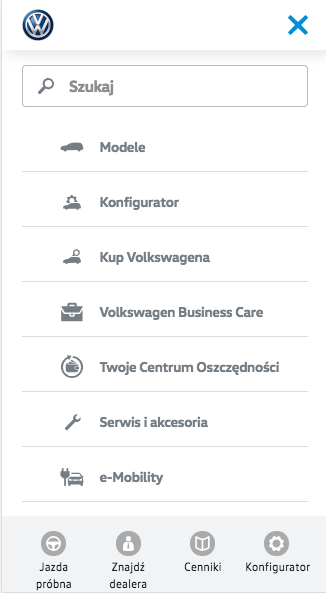 Szukaj
Modele
Konfigurator
Kup Volkswagena
Volkswagen Business Care
Twoje Centrum Oszczędności
Serwis i akcesoria
e-Mobility
Jazda
próbna
Znajdź
dealera
Cenniki
Konfigurator